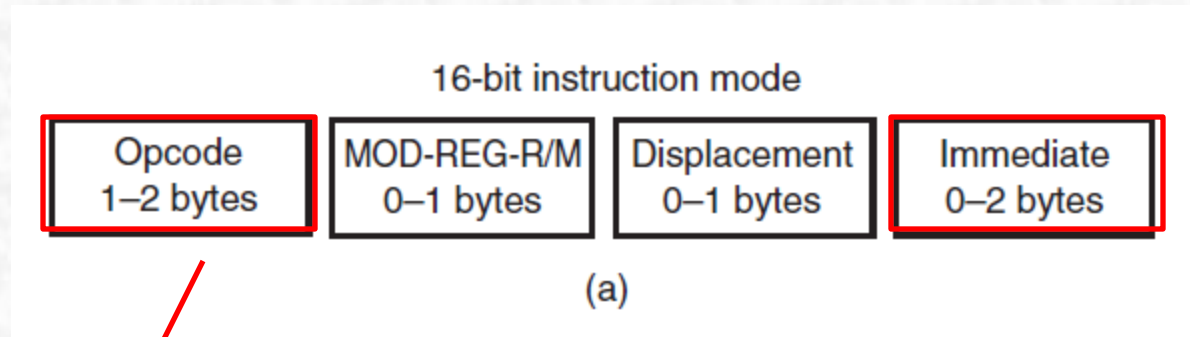 16-bit instruction mode
Opcode
1–2 bytes
MOD-REG-R/M
0–1 bytes
Displacement
0–1 bytes
Immediate
0–2 bytes
(a)